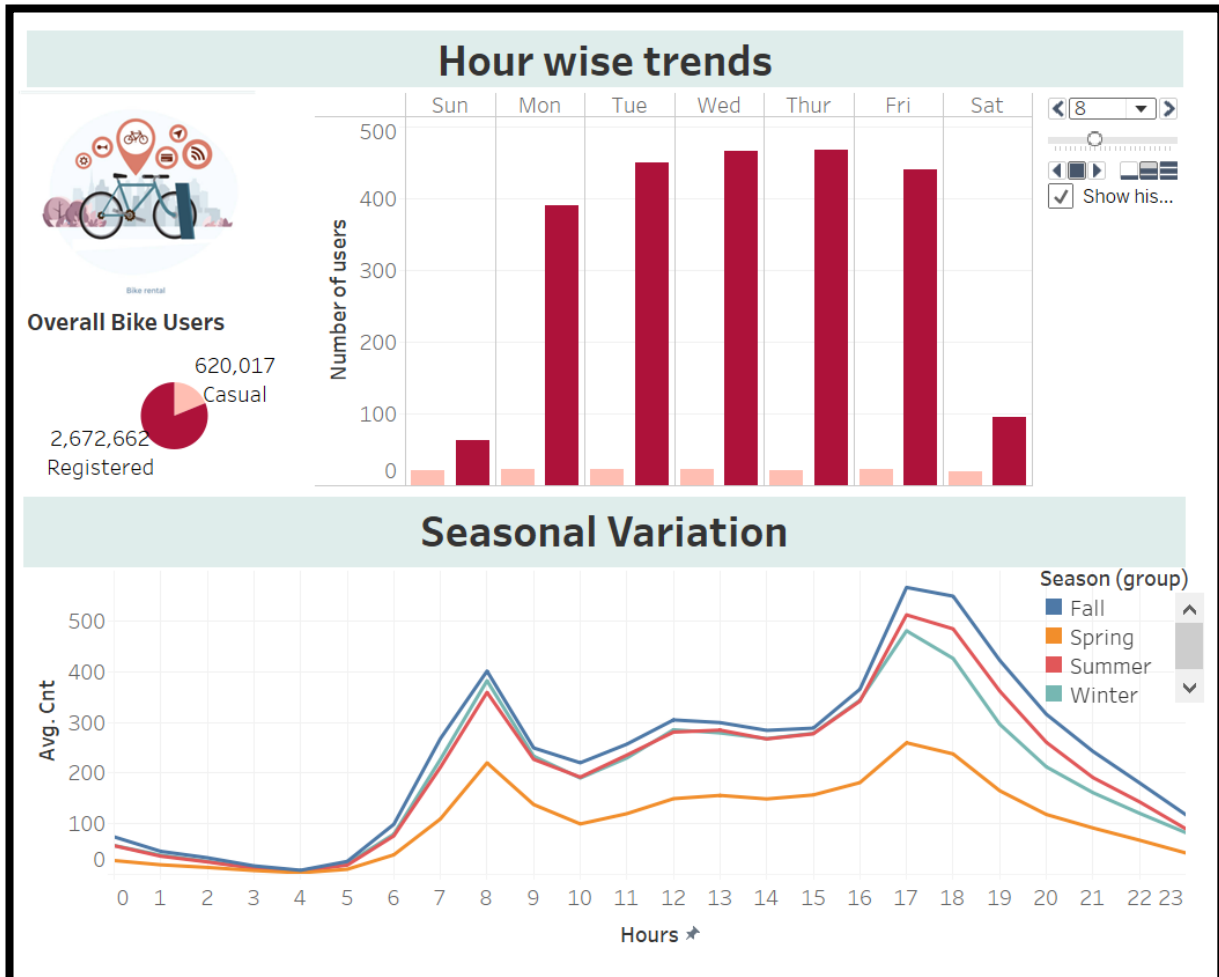 Hour wise trends
Sun Mon Tue Wed Thur Fri Sat
8
Show his...
500
400
300
200
100
0
Number of users
Bike rental
Overall Bike Users
620,017
Casual
2,672,662
Registered
Seasonal Variation
Season (group)
Fall
Spring
Summer
Winter
500
400
300
200
100
0
Avg. Cnt
0 1 2 3 4 5 6 7 8 9 10 11 12 13 14 15 16 17 18 19 20 21 22 23
Hours